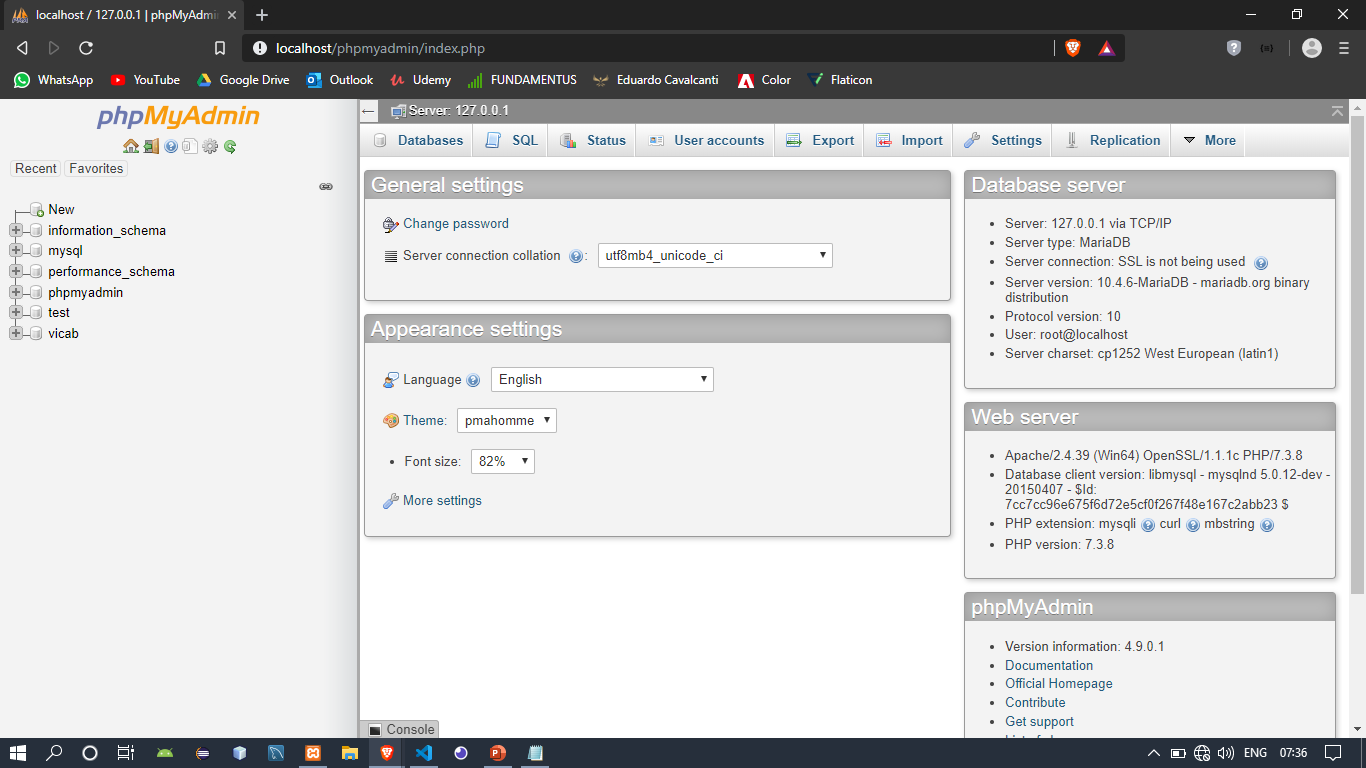 localhost / 127.0.0.1 | phpMyAdmi
localhost/phpmyadmin/index.php
WhatsApp YouTube Google Drive Outlook Udemy FUNDAMENTUS Eduardo Cavalcanti Color Flaticon
phpMyAdmin
Recent Favorites
New
information_schema
mysql
performance_schema
phpmyadmin
test
vicab
Server: 127.0.0.1
Databases SQL Status User accounts Export Import Settings Replication More
General settings
Change password
Server connection collation : utf8mb4_unicode_ci
Appearance settings
Language English
Theme: pmahomme
Font size: 82%
More settings
Database server
Server: 127.0.0.1 via TCP/IP
Server type: MariaDB
Server connection: SSL is not being used
Server version: 10.4.6-MariaDB - mariadb.org binary
distribution
Protocol version: 10
User: root@localhost
Server charset: cp1252 West European (latin1)
Web server
Apache/2.4.39 (Win64) OpenSSL/1.1.1c PHP/7.3.8
Database client version: libmysql - mysqlnd 5.0.12-dev -
20150407 - $Id:
7cc7cc96e675f6d72e5cf0f267f48e167c2abb23 $
PHP extension: mysqli curl mbstring
PHP version: 7.3.8
phpMyAdmin
Version information: 4.9.0.1
Documentation
Official Homepage
Contribute
Get support
Console
ENG 07:36